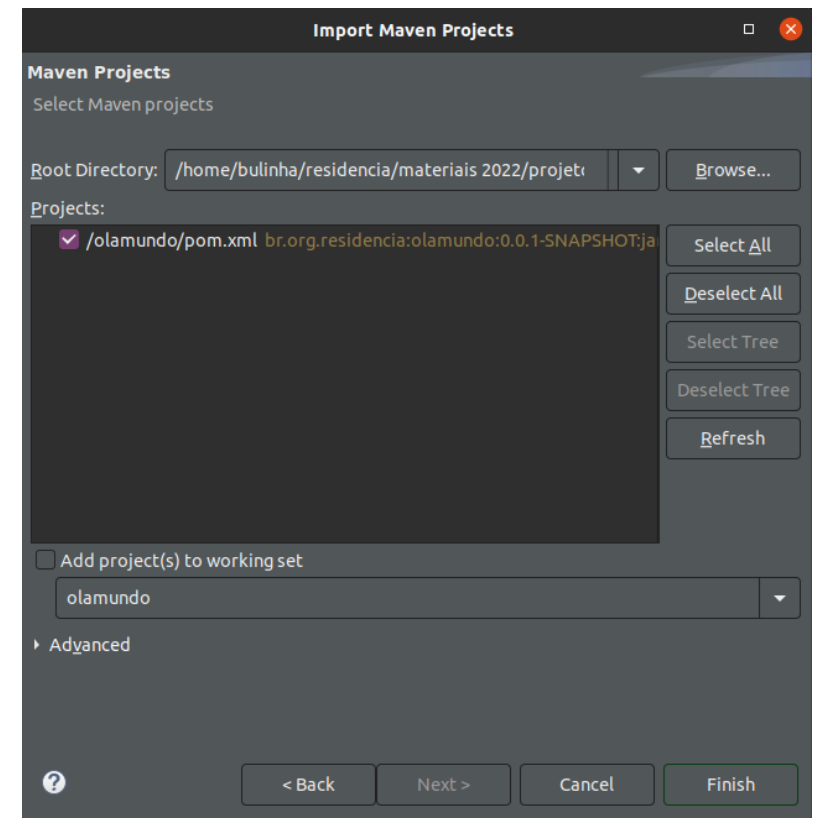 Import Maven Projects
Maven Projects
Select Maven projects
Root Directory: /home/bulinha/residencia/materiais 2022/projeto Browse...
Projects:
/olamundo/pom.xml br.org.residencia:olamundo:0.0.1-SNAPSHOT:ja
Select All
Deselect All
Select Tree
Deselect Tree
Refresh
Add project(s) to working set
olamundo
Advanced
? < Back Next > Cancel Finish